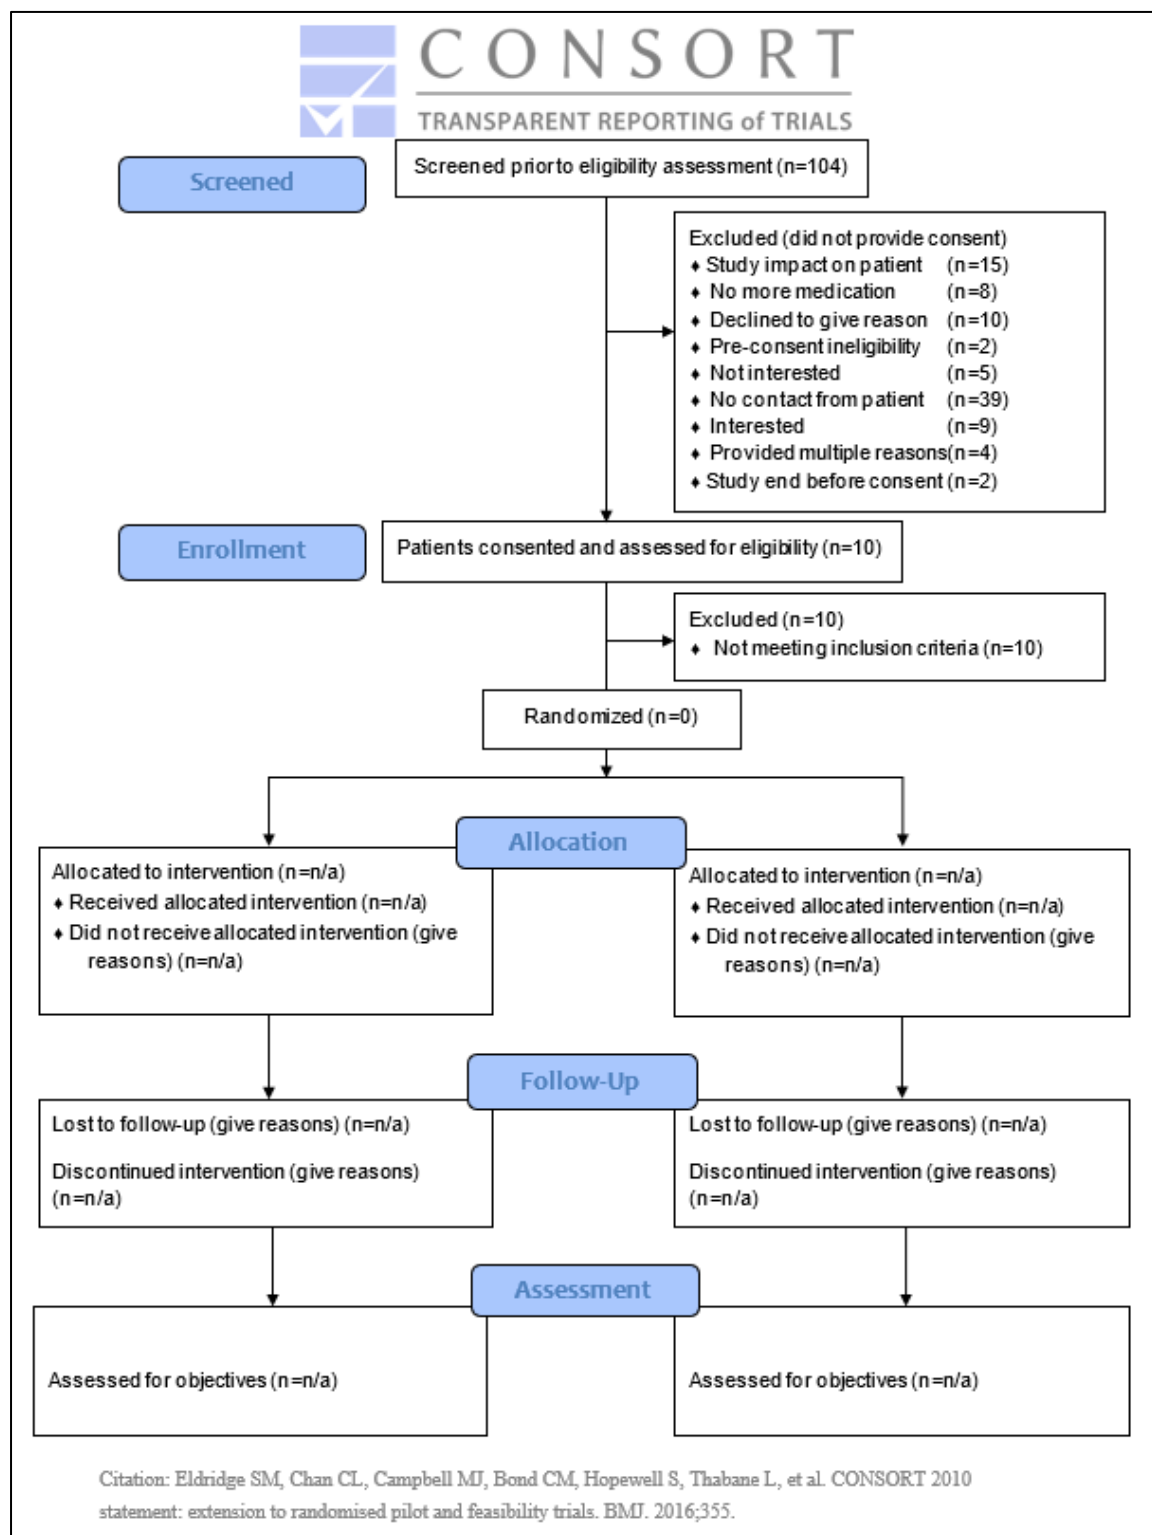 CONSORT
TRANSPARENT REPORTING of TRIALS
Screened
Screened prior to eligibility assessment (n=104)
Excluded (did not provide consent)
♦ Study impact on patient (n=15)
♦ No more medication (n=8)
♦ Declined to give reason (n=10)
♦ Pre-consent ineligibility (n=2)
♦ Not interested (n=5)
♦ No contact from patient (n=39)
♦ Interested (n=9)
♦ Provided multiple reasons(n=4)
♦ Study end before consent (n=2)
Enrollment
Patients consented and assessed for eligibility (n=10)
Excluded (n=10)
♦ Not meeting inclusion criteria (n=10)
Randomized (n=0)
Allocation
Allocated to intervention (n=n/a)
♦ Received allocated intervention (n=n/a)
♦ Did not receive allocated intervention (give
reasons) (n=n/a)
Allocated to intervention (n=n/a)
♦ Received allocated intervention (n=n/a)
♦ Did not receive allocated intervention (give
reasons) (n=n/a)
Follow-Up
Lost to follow-up (give reasons) (n=n/a)
Discontinued intervention (give reasons)
(n=n/a)
Lost to follow-up (give reasons) (n=n/a)
Discontinued intervention (give reasons)
(n=n/a)
Assessment
Assessed for objectives (n=n/a)
Assessed for objectives (n=n/a)
Citation: Eldridge SM, Chan CL, Campbell MJ, Bond CM, Hopewell S, Thabane L, et al. CONSORT 2010
statement: extension to randomised pilot and feasibility trials. BMJ. 2016;355.